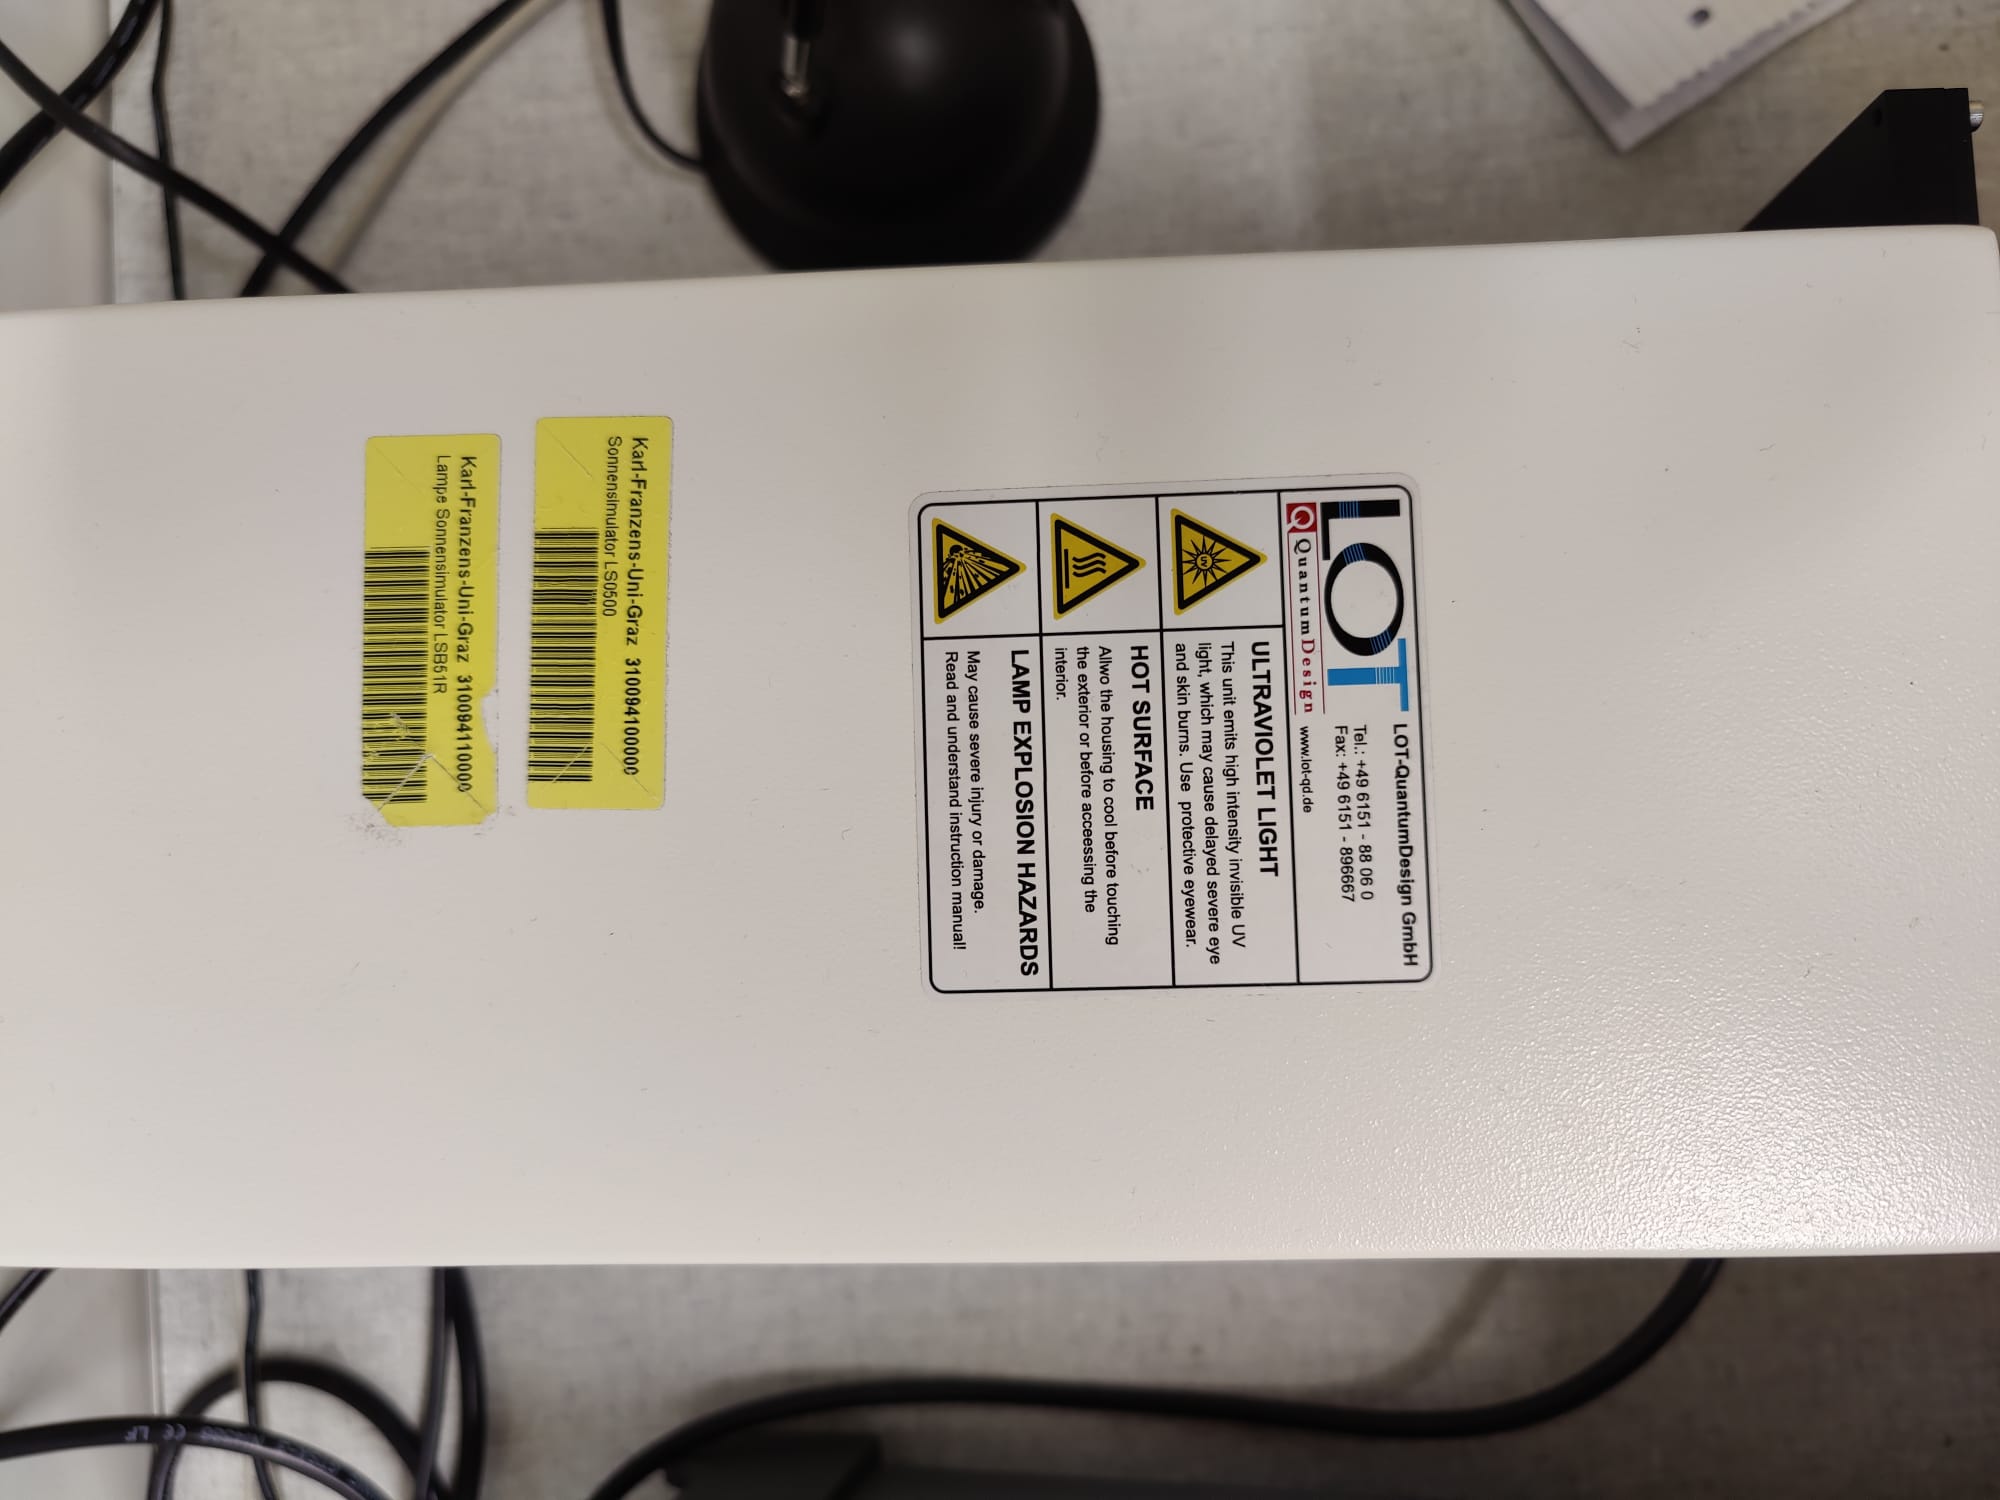 LOT
QuantumDesign
LOT-QuantumDesign GmbH
Tel.: +49 6151 - 88 06 0
Fax: +49 6151 - 896667
www.lot-qd.de
UV
ULTRAVIOLET LIGHT
This unit emits high intensity invisible UV
light, which may cause delayed severe eye
and skin burns. Use protective eyewear.
HOT SURFACE
Allwo the housing to cool before touching
the exterior or before acceessing the
interior.
LAMP EXPLOSION HAZARDS
May cause severe injury or damage.
Read and understand instruction manual!
Karl-Franzens-Uni-Graz 31009410000C
Sonnensimulator LS0500
Karl-Franzens-Uni-Graz 310094110000
Lampe Sonnensimulator LSB51R